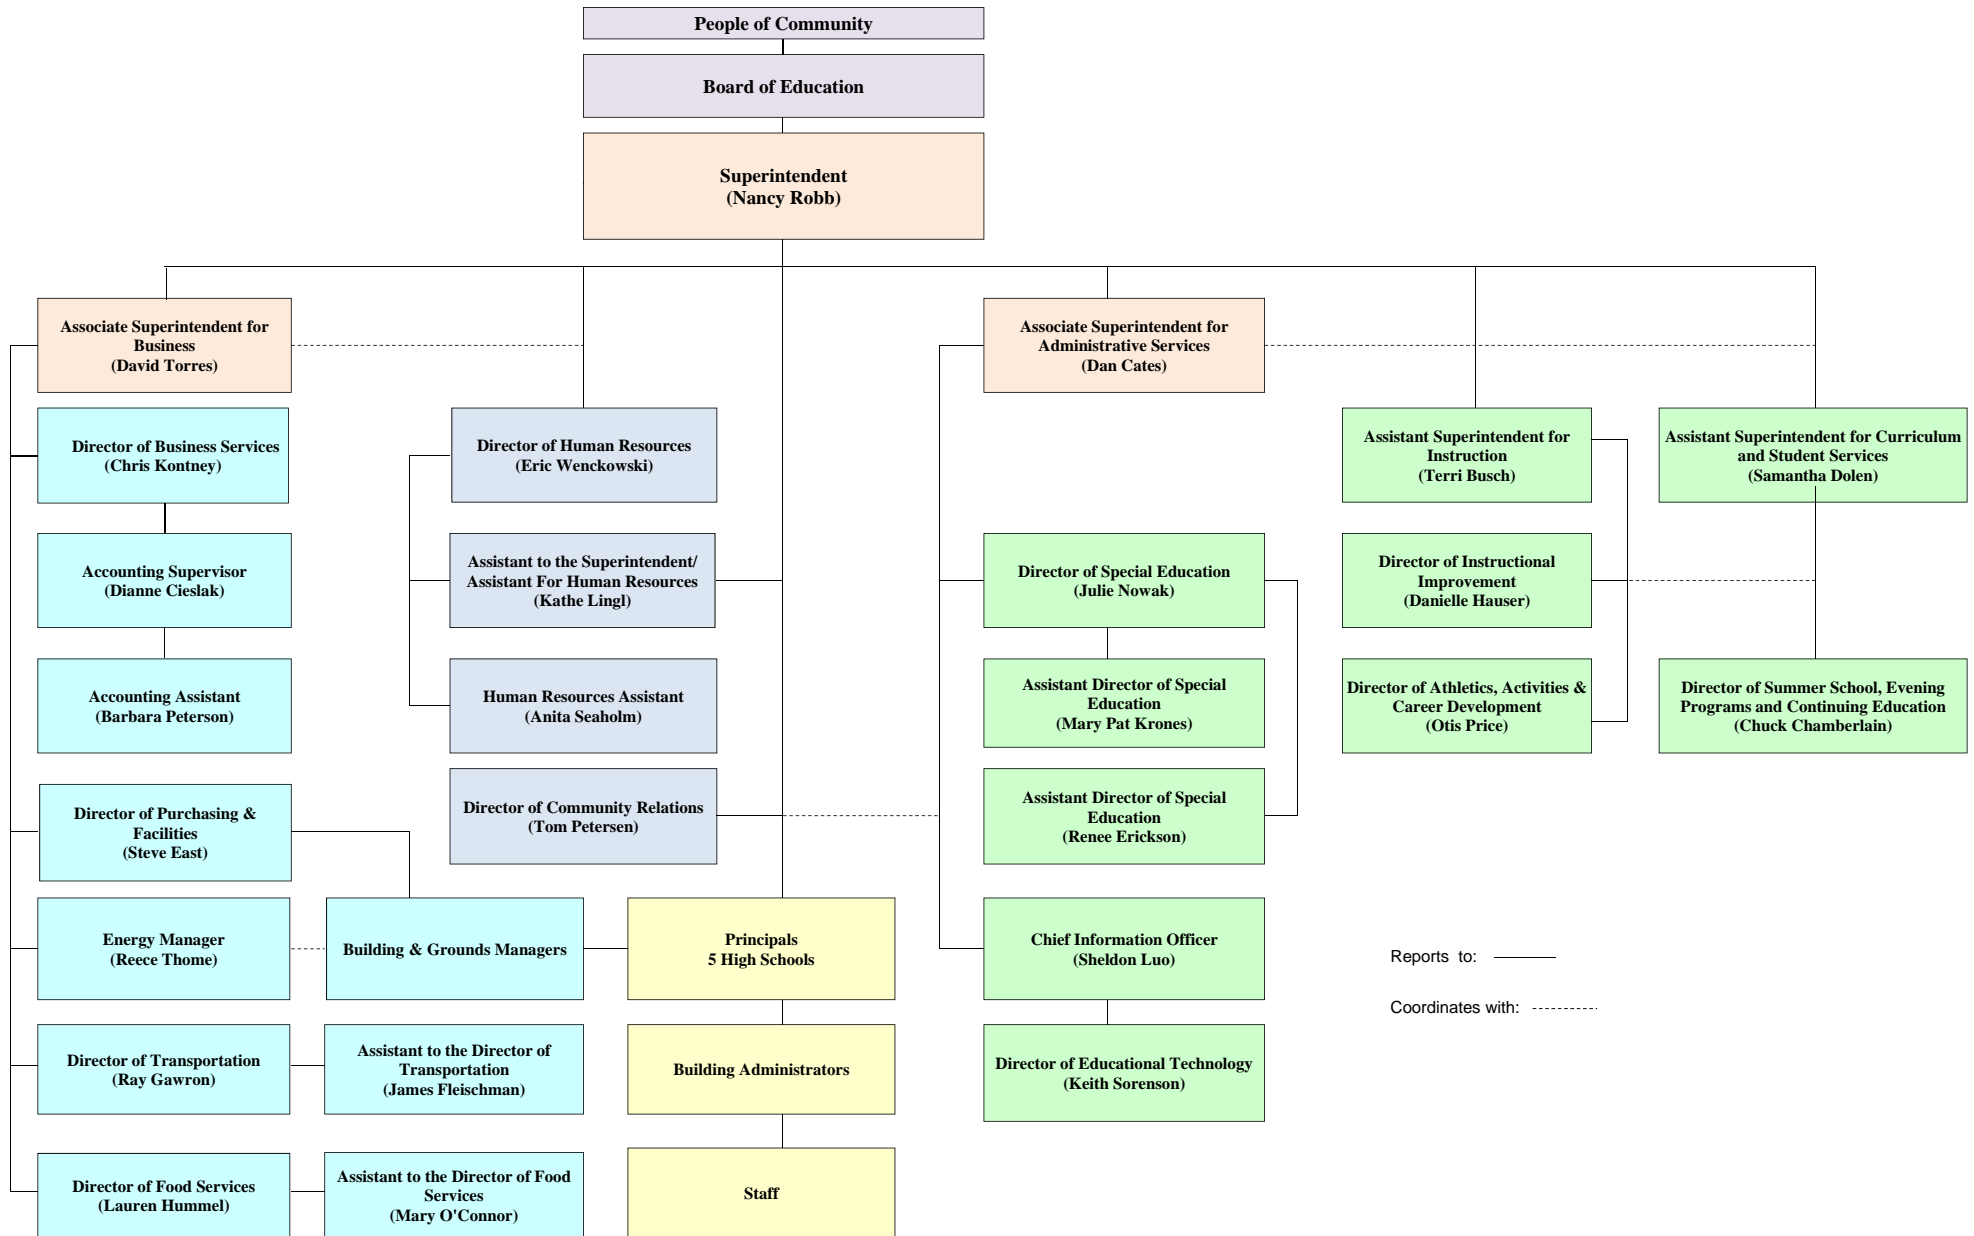 People of Community
Board of Education
Superintendent
(Nancy Robb)
Associate Superintendent for
Business
(David Torres)
Associate Superintendent for
Administrative Services
(Dan Cates)
Director of Business Services
(Chris Kontney)
Director of Human Resources
(Eric Wenckowski)
Assistant Superintendent for
Instruction
(Terri Busch)
Assistant Superintendent for Curriculum
and Student Services
(Samantha Dolen)
Accounting Supervisor
(Dianne Cieslak)
Assistant to the Superintendent/
Assistant For Human Resources
(Kathe Lingl)
Director of Special Education
(Julie Nowak)
Director of Instructional
Improvement
(Danielle Hauser)
Accounting Assistant
(Barbara Peterson)
Human Resources Assistant
(Anita Seaholm)
Assistant Director of Special
Education
(Mary Pat Krones)
Director of Athletics, Activities &
Career Development
(Otis Price)
Director of Summer School, Evening
Programs and Continuing Education
(Chuck Chamberlain)
Director of Purchasing &
Facilities
(Steve East)
Director of Community Relations
(Tom Petersen)
Assistant Director of Special
Education
(Renee Erickson)
Energy Manager
(Reece Thome)
Building & Grounds Managers
Principals
5 High Schools
Chief Information Officer
(Sheldon Luo)
Reports to:
Coordinates with:
Director of Transportation
(Ray Gawron)
Assistant to the Director of
Transportation
(James Fleischman)
Building Administrators
Director of Educational Technology
(Keith Sorenson)
Director of Food Services
(Lauren Hummel)
Assistant to the Director of Food
Services
(Mary O'Connor)
Staff